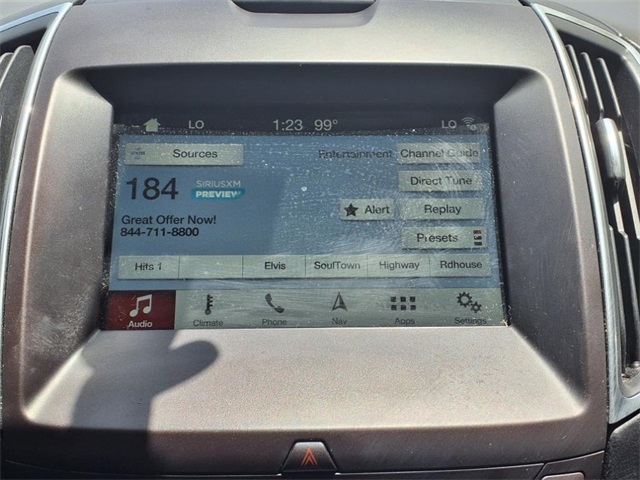 LO 1:23 99° LO
Sources Entertainment Channel Guide
184 SIRIUSXM PREVIEW Direct Tune
Great Offer Now! Alert Replay
844-711-8800 Presets
Hits 1 Elvis SoulTown Highway Rdhouse
Audio Climate Phone Nav Apps Settings